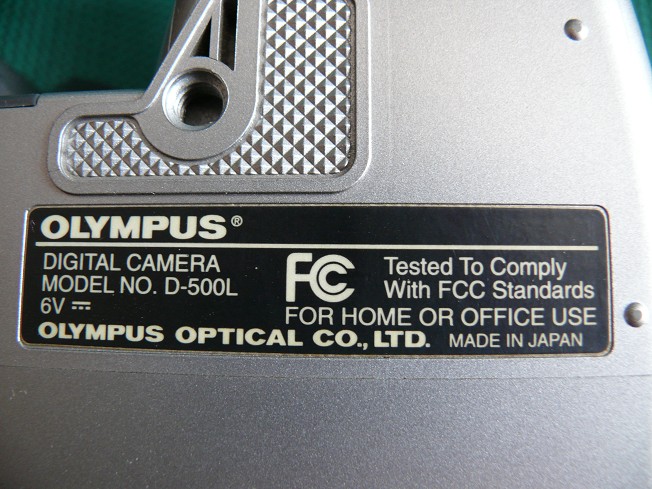 OLYMPUS®
DIGITAL CAMERA
MODEL NO. D-500L
6V
FC Tested To Comply
With FCC Standards
FOR HOME OR OFFICE USE
OLYMPUS OPTICAL CO., LTD. MADE IN JAPAN